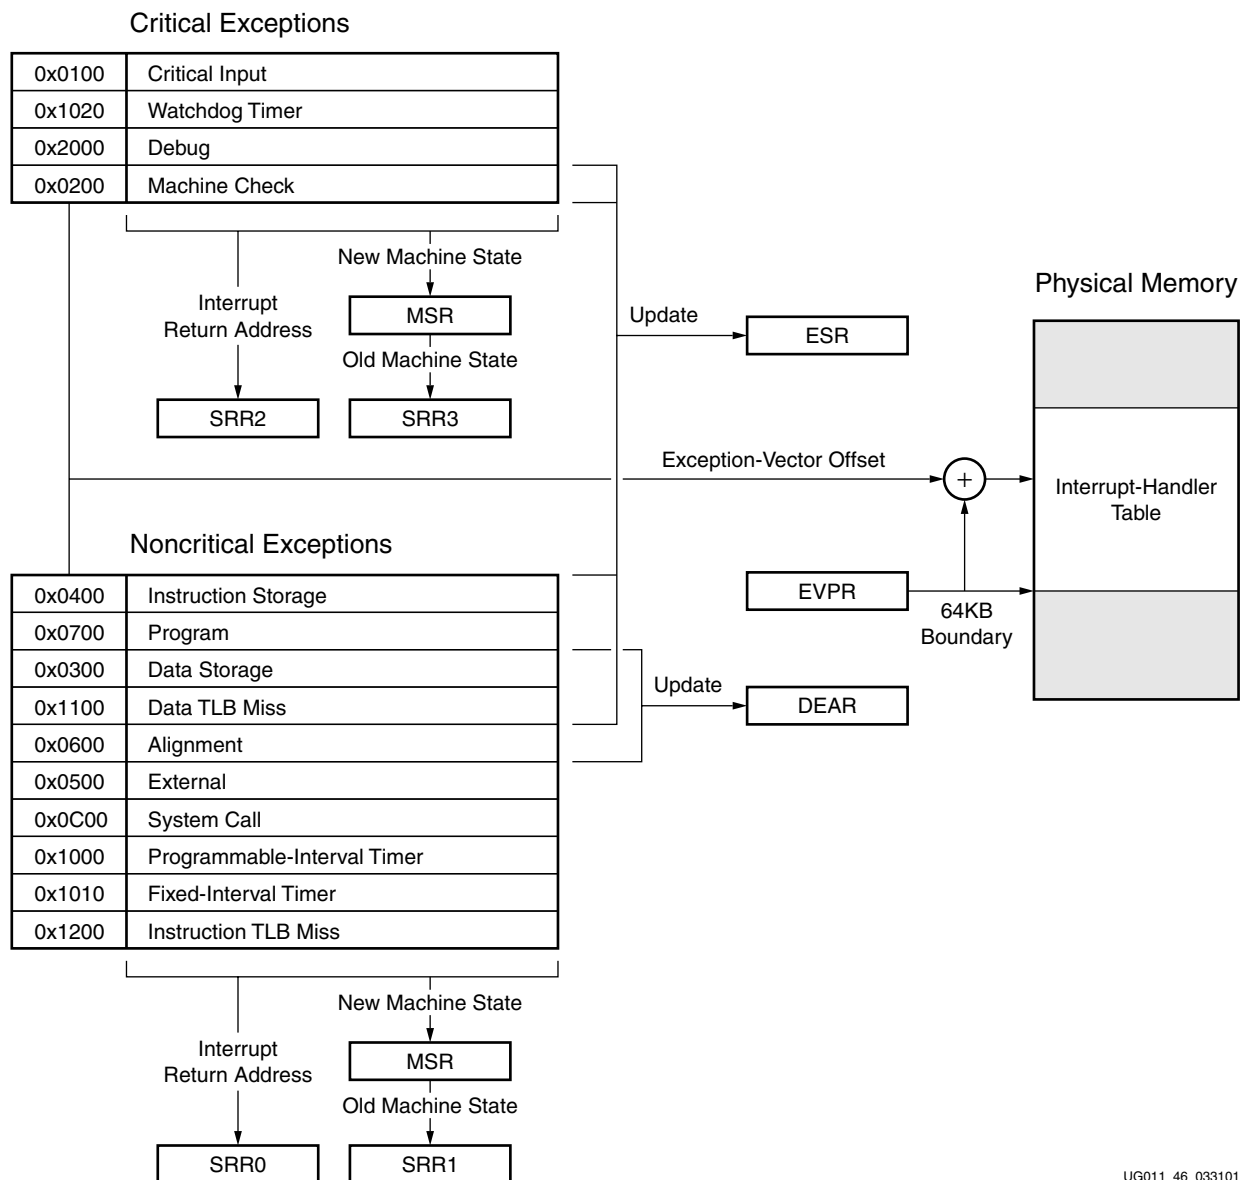 Critical Exceptions
0x0100 Critical Input
0x1020 Watchdog Timer
0x2000 Debug
0x0200 Machine Check
New Machine State
Interrupt
Return Address
MSR
Old Machine State
SRR2
SRR3
Update
ESR
Physical Memory
Exception-Vector Offset
+
Interrupt-Handler
Table
EVPR
64KB
Boundary
Noncritical Exceptions
0x0400 Instruction Storage
0x0700 Program
0x0300 Data Storage
0x1100 Data TLB Miss
0x0600 Alignment
0x0500 External
0x0C00 System Call
0x1000 Programmable-Interval Timer
0x1010 Fixed-Interval Timer
0x1200 Instruction TLB Miss
Update
DEAR
New Machine State
Interrupt
Return Address
MSR
Old Machine State
SRR0
SRR1
UG011_46_033101